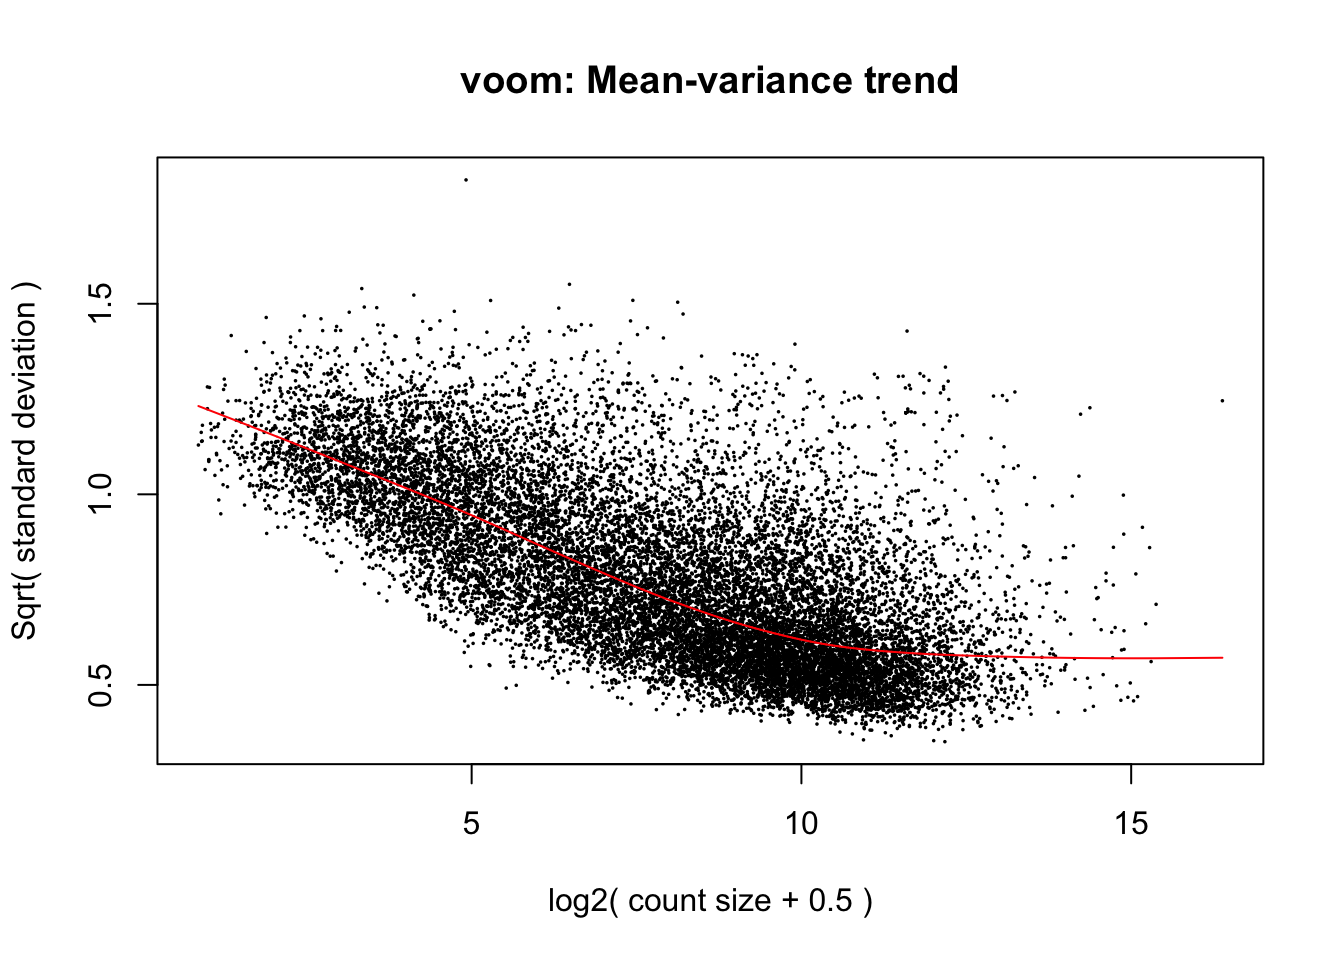 voom: Mean-variance trend
Sqrt( standard deviation )
1.5
1.0
0.5
5
10
15
log2( count size + 0.5 )